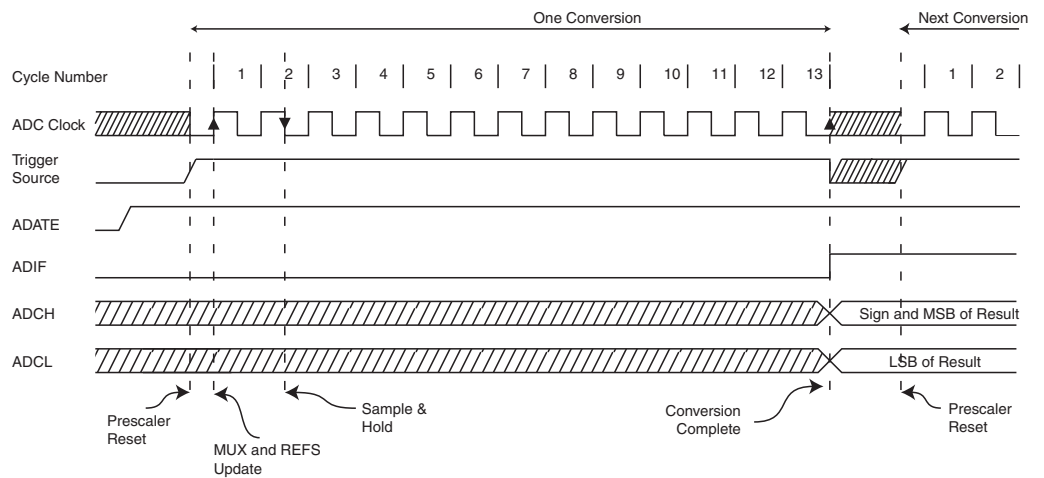 One Conversion
Next Conversion
Cycle Number
1 2 3 4 5 6 7 8 9 10 11 12 13 1 2
ADC Clock
Trigger
Source
ADATE
ADIF
ADCH
Sign and MSB of Result
ADCL
LSB of Result
Prescaler
Reset
MUX and REFS
Update
Sample &
Hold
Conversion
Complete
Prescaler
Reset